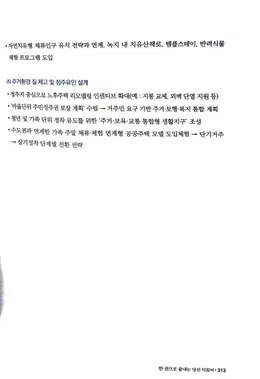 • 자연치유형 체류인구 유치 전략과 연계, 녹지 내 치유산책로, 템플스테이, 반려식물
체험 프로그램 도입
⑹ 주거환경 질 제고 및 정주유인 설계
• 정주지 중심으로 노후주택 리모델링 인센티브 확대(예 : 지붕 교체, 외벽 단열 지원 등)
• '마을단위 주민정주권 보장 계획' 수립 → 거주민 요구 기반 주거·보행·복지 통합 계획
• 청년 및 가족 단위 정착 유도를 위한 '주거·보육·교통 통합형 생활지구' 조성
• 수도권과 연계한 가족 주말 체류·체험 연계형 공공주택 모델 도입체험 → 단기거주
→ 장기정착 단계별 전환 전략
한 권으로 끝내는 당선 지침서 • 313